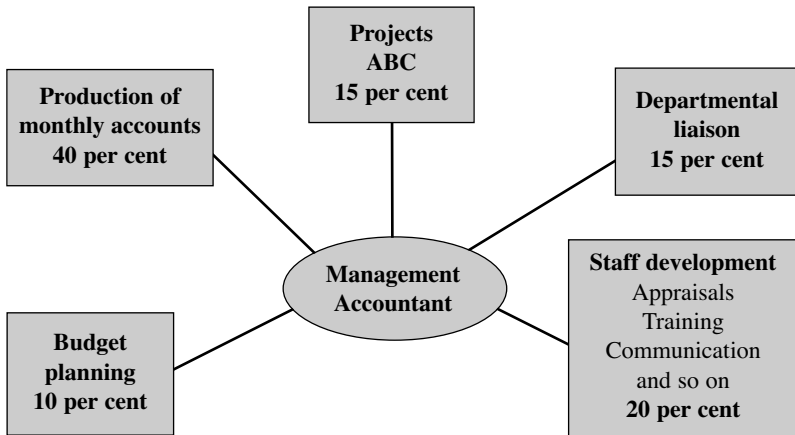 Projects
ABC
15 per cent
Production of
monthly accounts
40 per cent
Departmental
liaison
15 per cent
Management
Accountant
Staff development
Appraisals
Training
Communication
and so on
20 per cent
Budget
planning
10 per cent